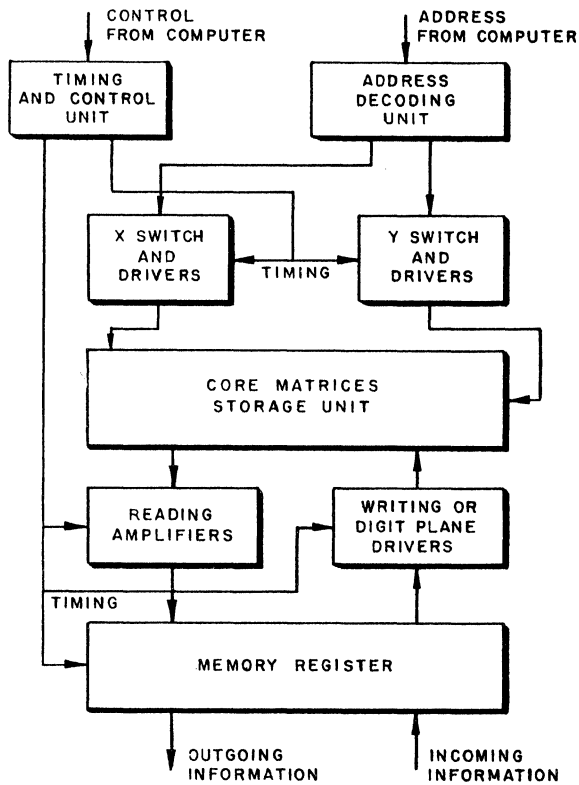 CONTROL
FROM COMPUTER
ADDRESS
FROM COMPUTER
TIMING
AND CONTROL
UNIT
ADDRESS
DECODING
UNIT
X SWITCH
AND
DRIVERS
TIMING
Y SWITCH
AND
DRIVERS
CORE MATRICES
STORAGE UNIT
READING
AMPLIFIERS
WRITING OR
DIGIT PLANE
DRIVERS
TIMING
MEMORY REGISTER
OUTGOING
INFORMATION
INCOMING
INFORMATION